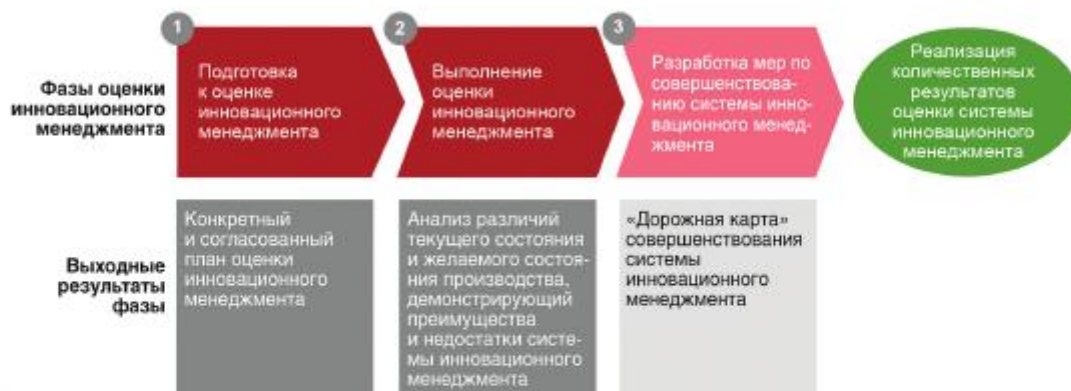 1
Подготовка
к оценке
инновационного
менеджмента
2
Выполнение
оценки
инновационного
менеджмента
3
Разработка мер по
совершенствова-
нию системы инно-
вационного менед-
жмента
Реализация
количественных
результатов
оценки системы
инновационного
менеджмента
Фазы оценки
инновационного
менеджмента
Конкретный
и согласованный
план оценки
инновационного
менеджмента
Анализ различий
текущего состояния
и желаемого состоя-
ния производства,
демонстрирующий
преимущества
и недостатки систе-
мы инновационного
менеджмента
«Дорожная карта»
совершенствования
системы
инновационного
менеджмента
Выходные
результаты
фазы